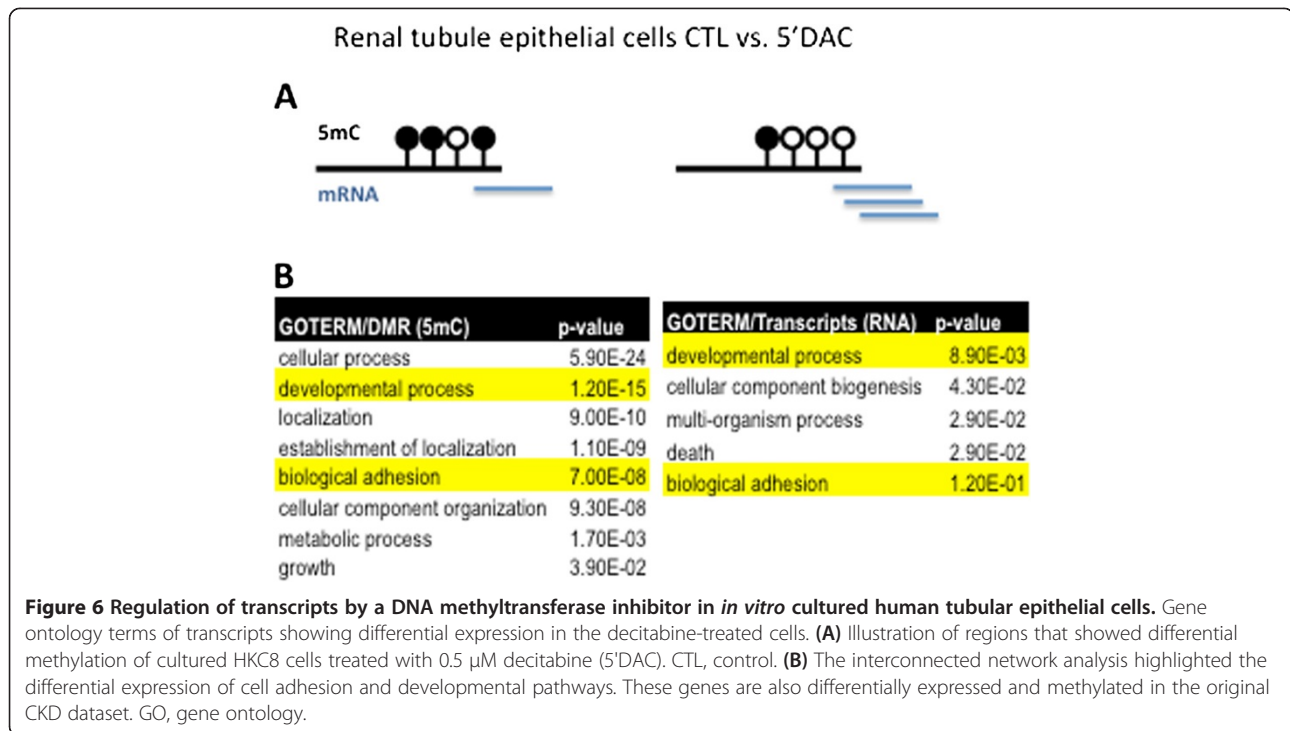 Renal tubule epithelial cells CTL vs. 5′DAC
A
5mC
mRNA
B
GOTERM/DMR (5mC) p-value
cellular process 5.90E-24
developmental process 1.20E-15
localization 9.00E-10
establishment of localization 1.10E-09
biological adhesion 7.00E-08
cellular component organization 9.30E-08
metabolic process 1.70E-03
growth 3.90E-02
GOTERM/Transcripts (RNA) p-value
developmental process 8.90E-03
cellular component biogenesis 4.30E-02
multi-organism process 2.90E-02
death 2.90E-02
biological adhesion 1.20E-01
Figure 6 Regulation of transcripts by a DNA methyltransferase inhibitor in in vitro cultured human tubular epithelial cells. Gene
ontology terms of transcripts showing differential expression in the decitabine-treated cells. (A) Illustration of regions that showed differential
methylation of cultured HKC8 cells treated with 0.5 μM decitabine (5'DAC). CTL, control. (B) The interconnected network analysis highlighted the
differential expression of cell adhesion and developmental pathways. These genes are also differentially expressed and methylated in the original
CKD dataset. GO, gene ontology.